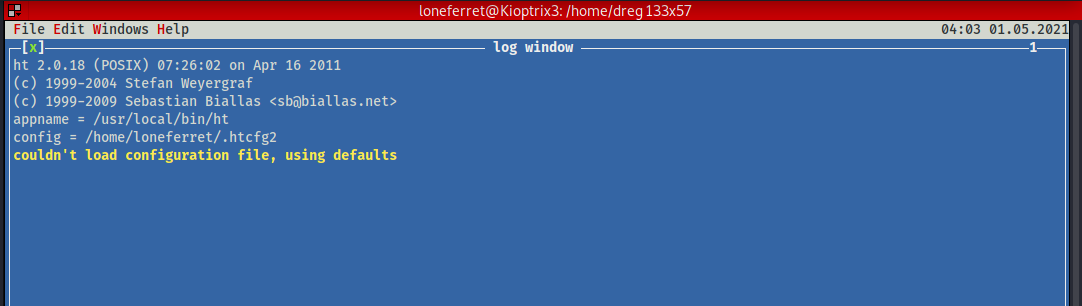 loneferret@Kioptrix3: /home/dreg 133x57
File Edit Windows Help 04:03 01.05.2021
[x] log window 1
ht 2.0.18 (POSIX) 07:26:02 on Apr 16 2011
(c) 1999-2004 Stefan Weyergraf
(c) 1999-2009 Sebastian Biallas <sb@biallas.net>
appname = /usr/local/bin/ht
config = /home/loneferret/.htcfg2
couldn't load configuration file, using defaults